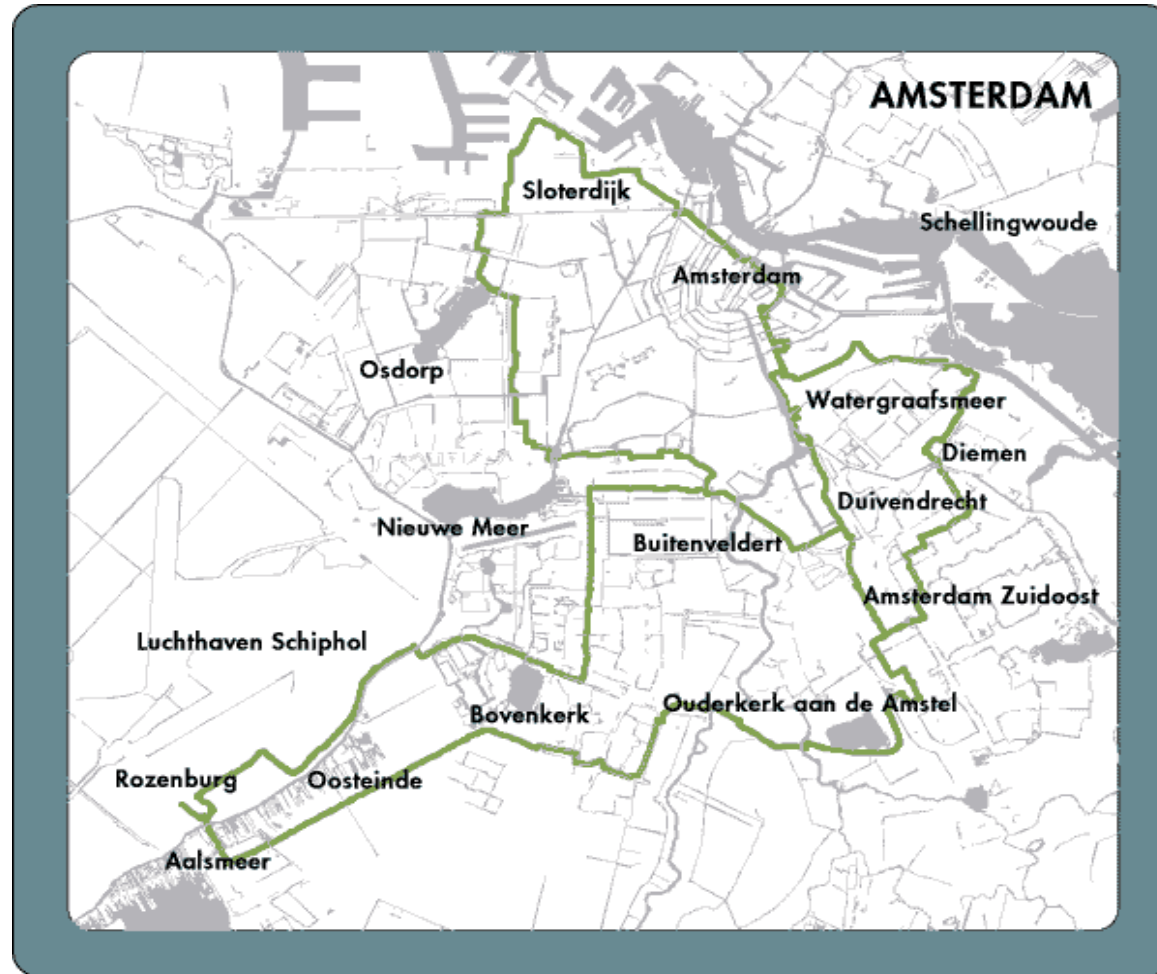 AMSTERDAM
Sloterdijk
Schellingwoude
Amsterdam
Osdorp
Watergraafsmeer
Diemen
Duivendrecht
Nieuwe Meer
Buitenveldert
Amsterdam Zuidoost
Luchthaven Schiphol
Ouderkerk aan de Amstel
Bovenkerk
Rozenburg
Oosteinde
Aalsmeer